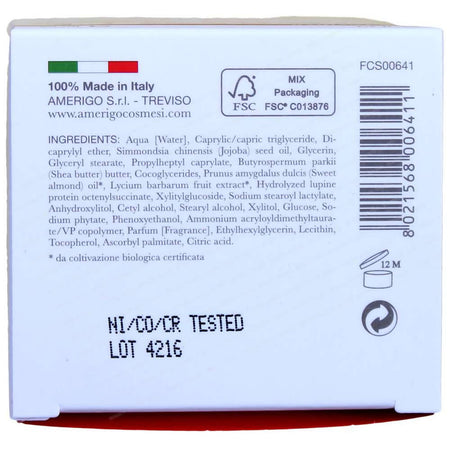 100% Made in Italy
AMERIGO S.r.l. - TREVISO
www.amerigocosmesi.com
FSC
MIX
Packaging
FSC® C013876
FCS00641
INGREDIENTS: Aqua [Water], Caprylic/capric triglyceride, Di-
caprylyl ether, Simmondsia chinensis (Jojoba) seed oil, Glycerin,
Glyceryl stearate, Propylheptyl caprylate, Butyrospermum parkii
(Shea butter) butter, Cocoglycerides, Prunus amygdalus dulcis (Sweet
almond) oil*, Lycium barbarum fruit extract*, Hydrolyzed lupine
protein octenylsuccinate, Xylitylglucoside, Sodium stearoyl lactylate,
Anhydroxylitol, Cetyl alcohol, Stearyl alcohol, Xylitol, Glucose, So-
dium phytate, Phenoxyethanol, Ammonium acryloyldimethyltaura-
te/VP copolymer, Parfum [Fragrance], Ethylhexylglycerin, Lecithin,
Tocopherol, Ascorbyl palmitate, Citric acid.
* da coltivazione biologica certificata
8 021568 006411
12 M
NI/CO/CR TESTED
LOT 4216